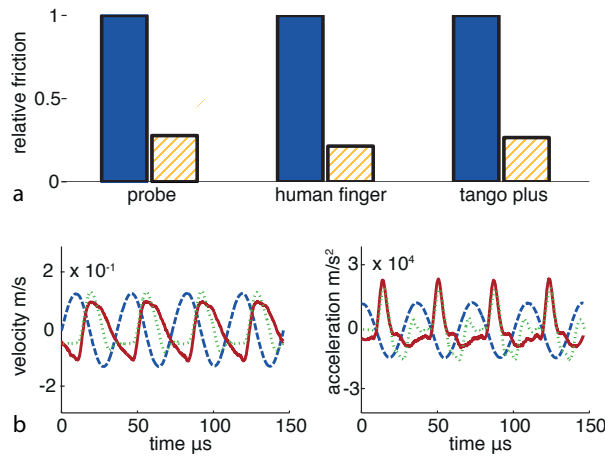 relative friction
1
0.5
0
probe human finger tango plus
a
velocity m/s
x 10-1
2
0
-2
0 50 100 150
time µs
b
acceleration m/s2
x 104
3
0
-3
0 50 100 150
time µs